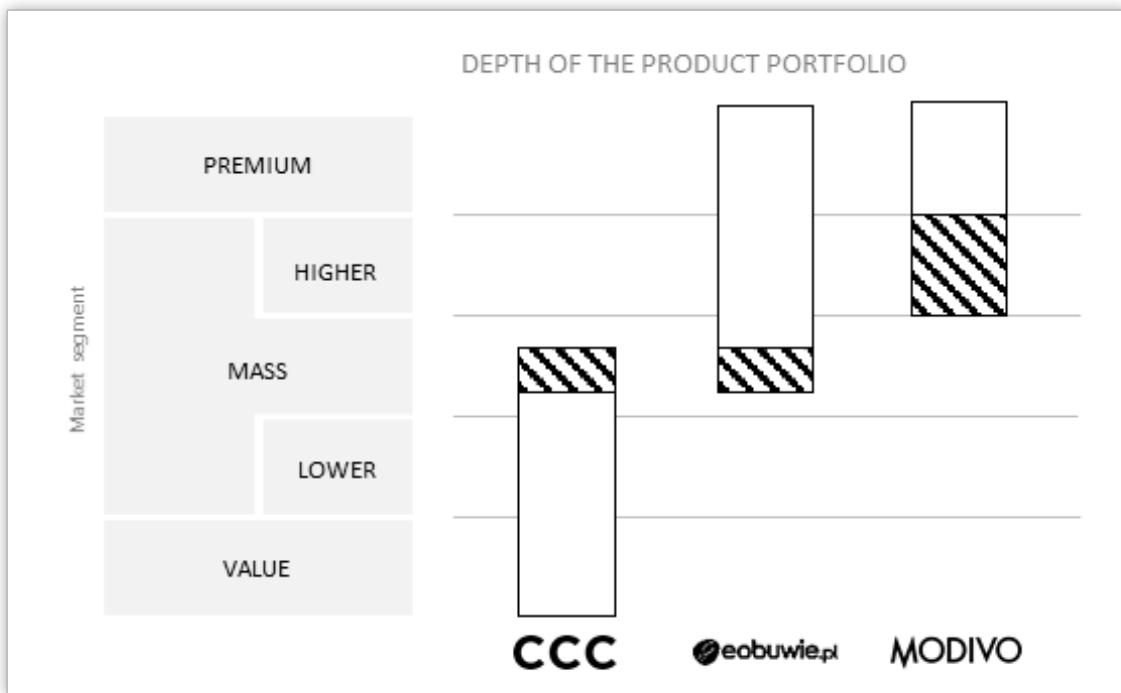 DEPTH OF THE PRODUCT PORTFOLIO
PREMIUM
HIGHER
Market segment
MASS
LOWER
VALUE
CCC
eobuwie.pl
MODIVO